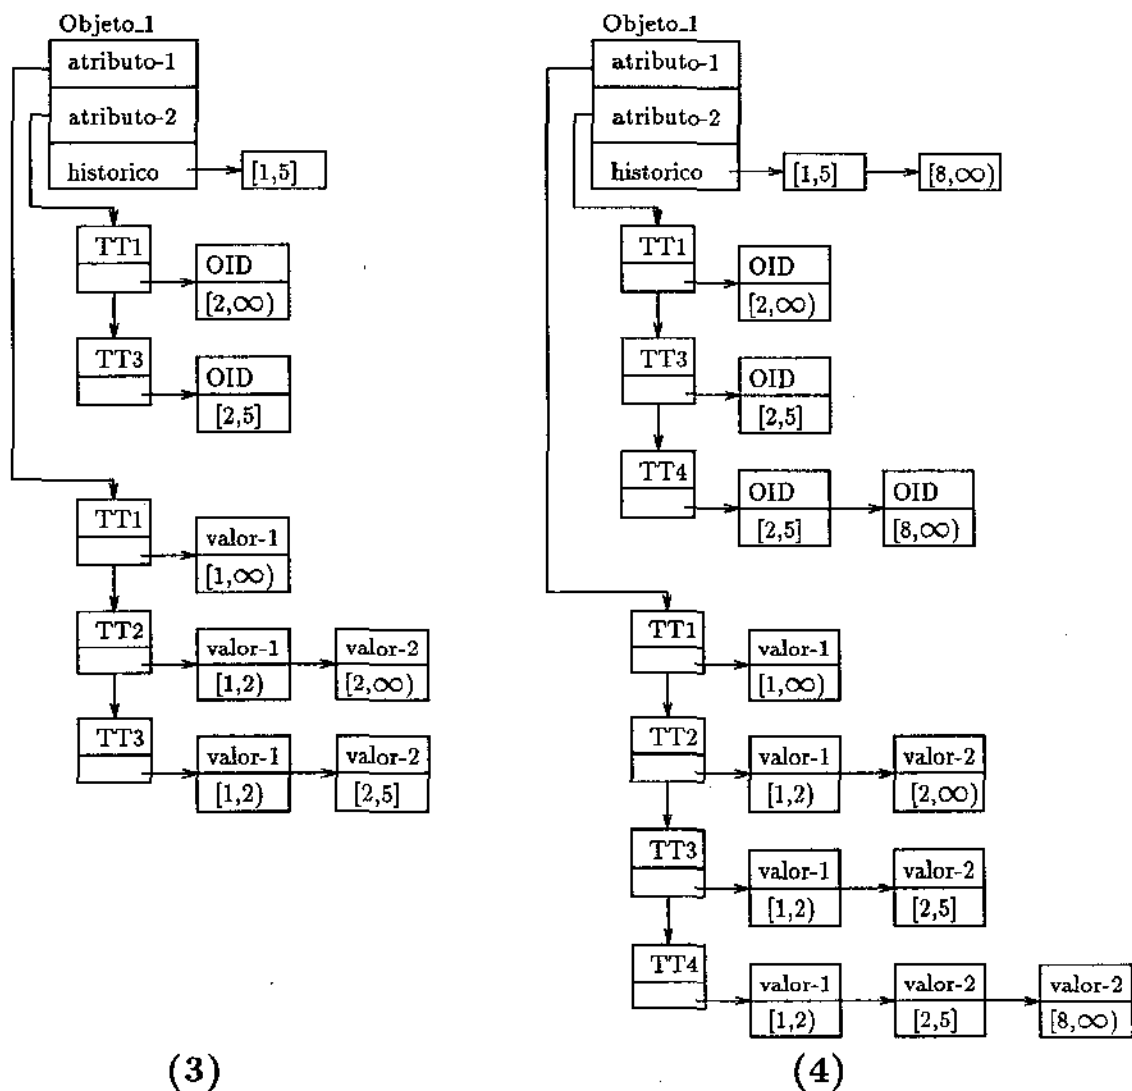 Objeto_1
atributo-1
atributo-2
historico
[1,5]
TT1
OID
[2,∞)
TT3
OID
[2,5]
TT1
valor-1
[1,∞)
TT2
valor-1
valor-2
[1,2)
[2,∞)
TT3
valor-1
valor-2
[1,2)
[2,5]
(3)
Objeto_1
atributo-1
atributo-2
historico
[1,5]
[8,∞)
TT1
OID
[2,∞)
TT3
OID
[2,5]
TT4
OID
OID
[2,5]
[8,∞)
TT1
valor-1
[1,∞)
TT2
valor-1
valor-2
[1,2)
[2,∞)
TT3
valor-1
valor-2
[1,2)
[2,5]
TT4
valor-1
valor-2
valor-2
[1,2)
[2,5]
[8,∞)
(4)